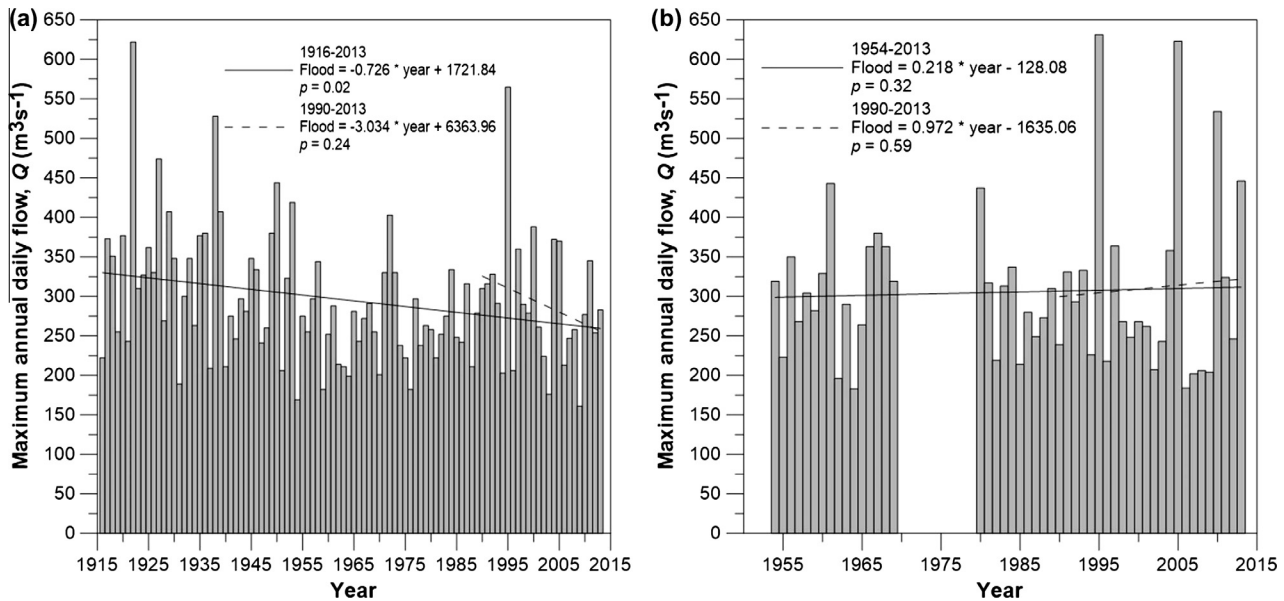 (a)
650
600
550
500
450
400
350
300
250
200
150
100
50
0
Maximum annual daily flow, Q (m³s-1)
1916-2013
Flood = -0.726 * year + 1721.84
p = 0.02
1990-2013
Flood = -3.034 * year + 6363.96
p = 0.24
1915 1925 1935 1945 1955 1965 1975 1985 1995 2005 2015
Year
(b)
650
600
550
500
450
400
350
300
250
200
150
100
50
0
Maximum annual daily flow, Q (m³s-1)
1954-2013
Flood = 0.218 * year - 128.08
p = 0.32
1990-2013
Flood = 0.972 * year - 1635.06
p = 0.59
1955 1965 1975 1985 1995 2005 2015
Year